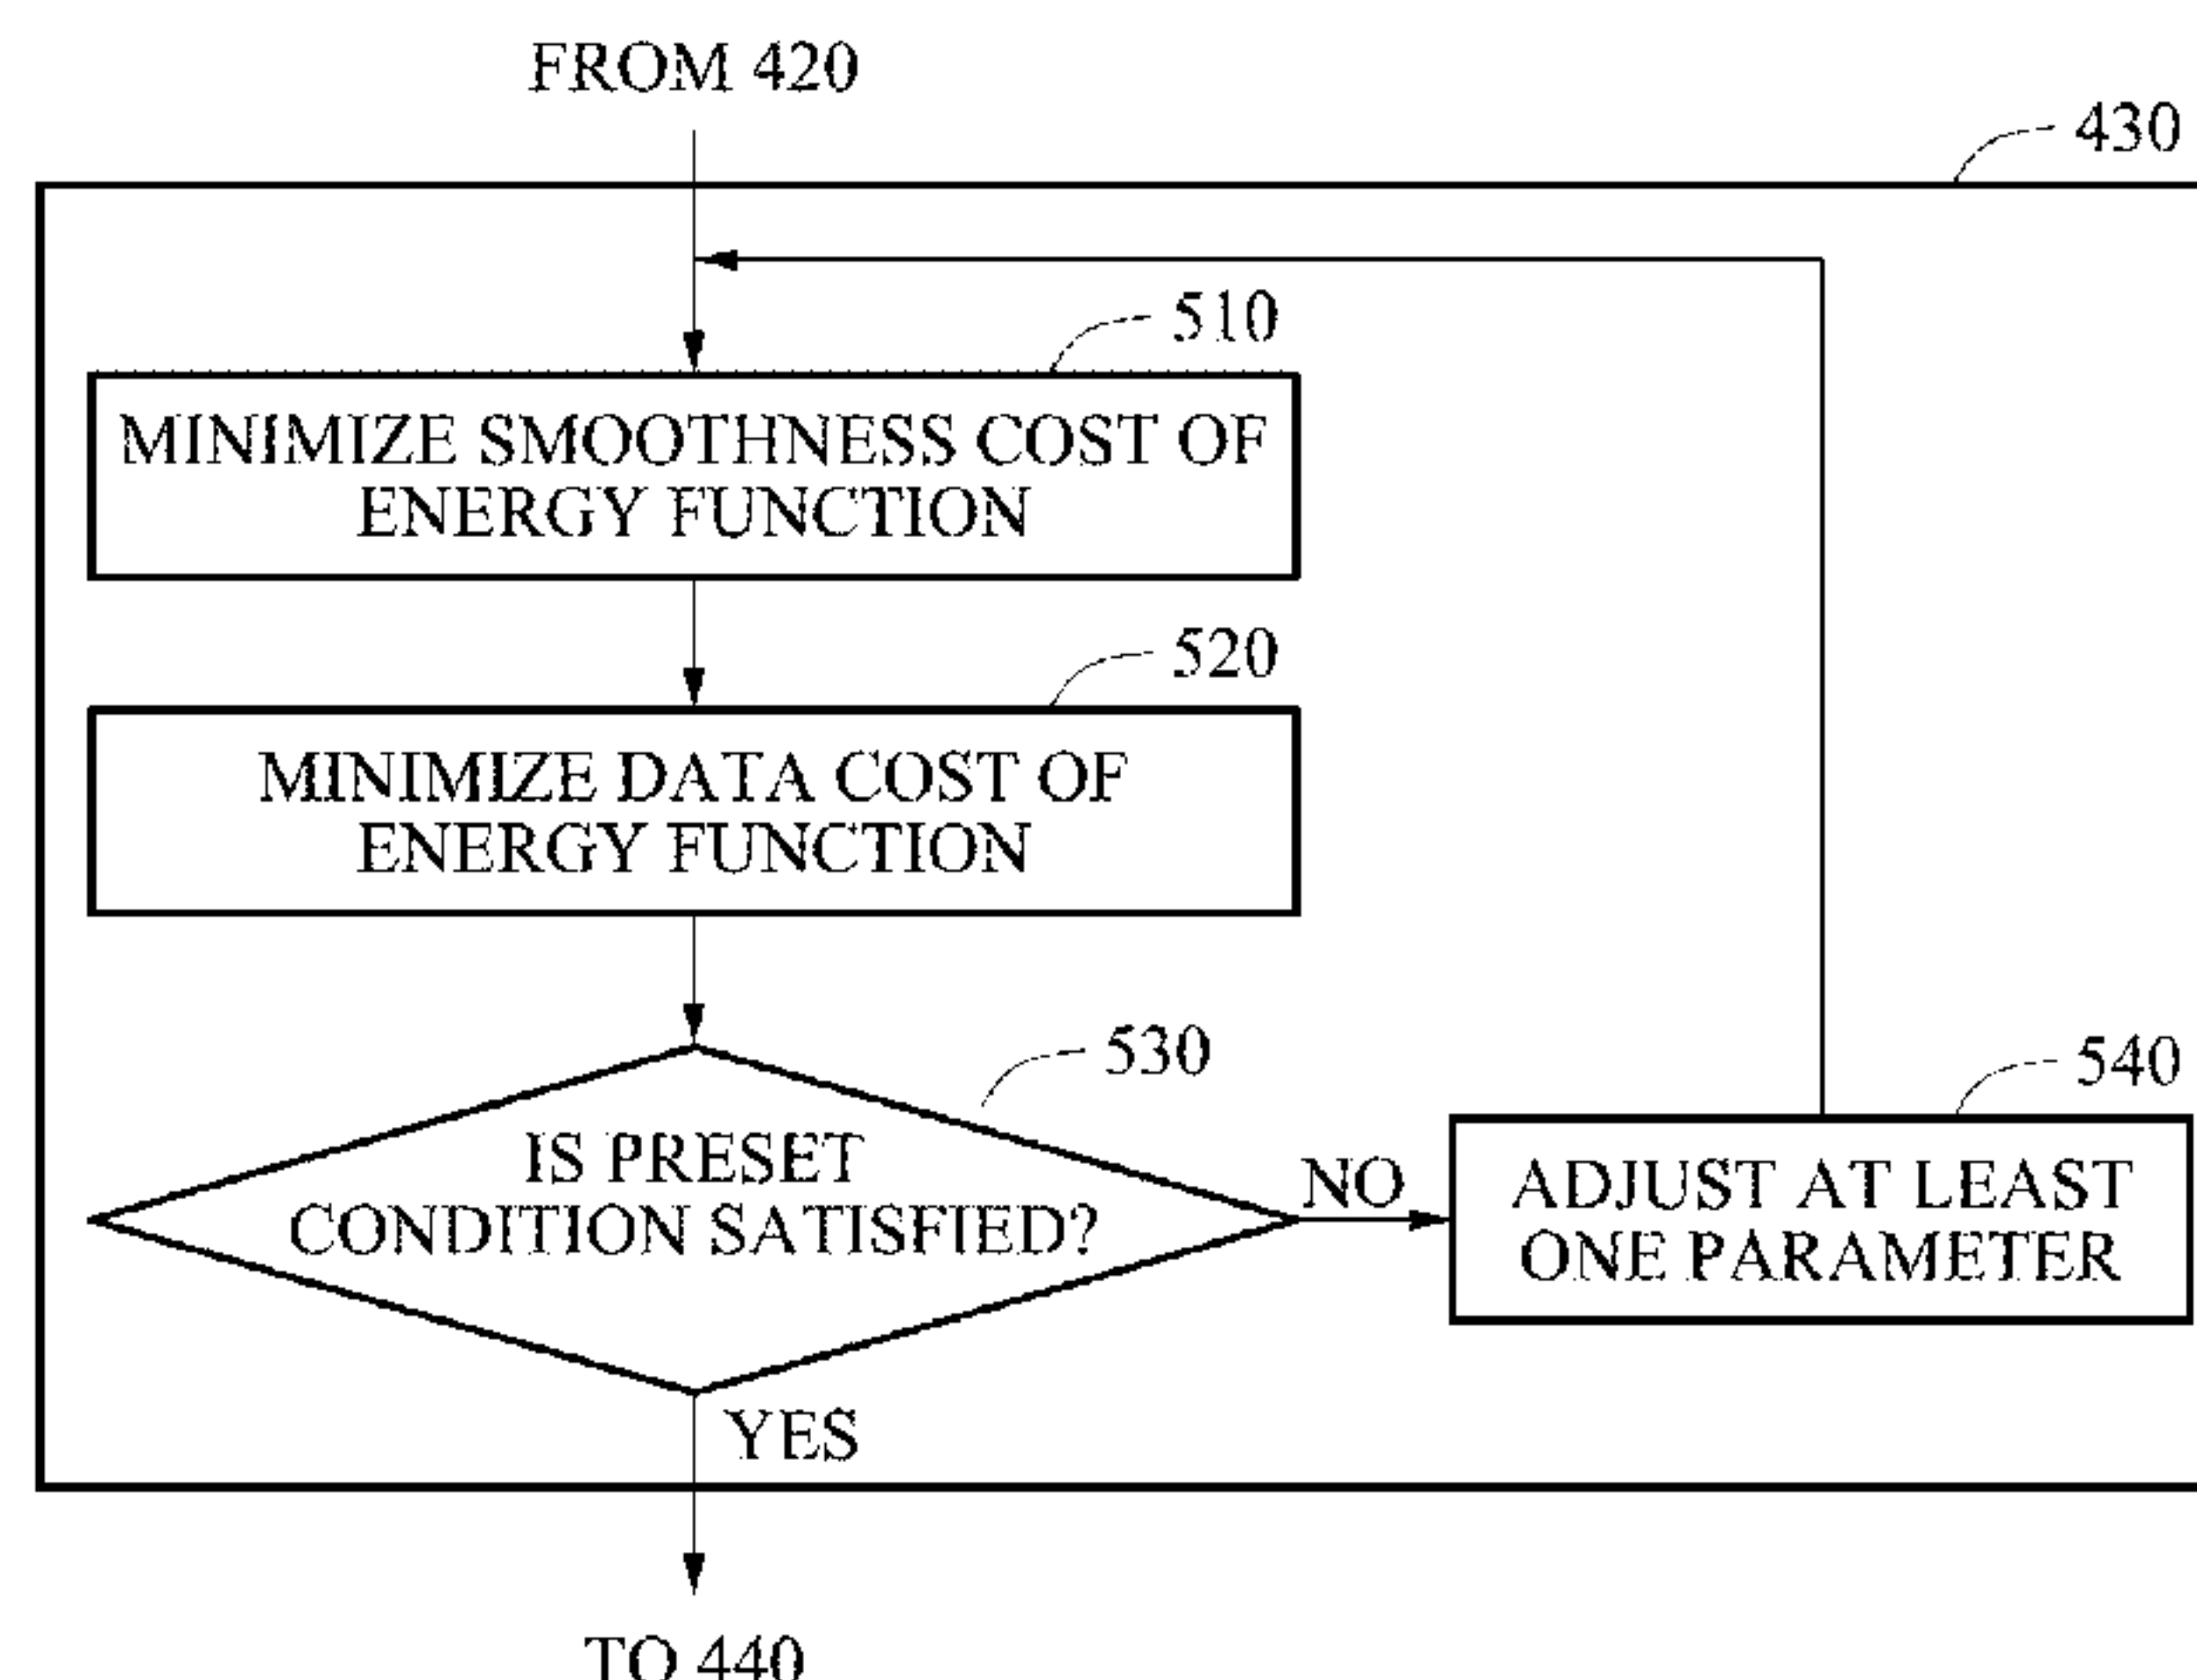 FROM 420
430
510
MINIMIZE SMOOTHNESS COST OF
ENERGY FUNCTION
520
MINIMIZE DATA COST OF
ENERGY FUNCTION
530
IS PRESET
CONDITION SATISFIED?
NO
540
ADJUST AT LEAST
ONE PARAMETER
YES
TO 440